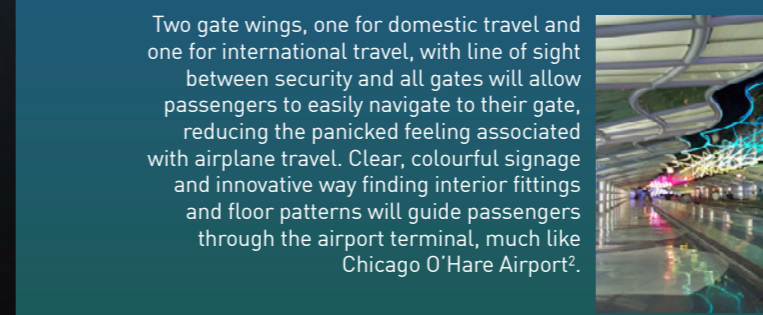 Two gate wings, one for domestic travel and
one for international travel, with line of sight
between security and all gates will allow
passengers to easily navigate to their gate,
reducing the panicked feeling associated
with airplane travel. Clear, colourful signage
and innovative way finding interior fittings
and floor patterns will guide passengers
through the airport terminal, much like
Chicago O’Hare Airport².